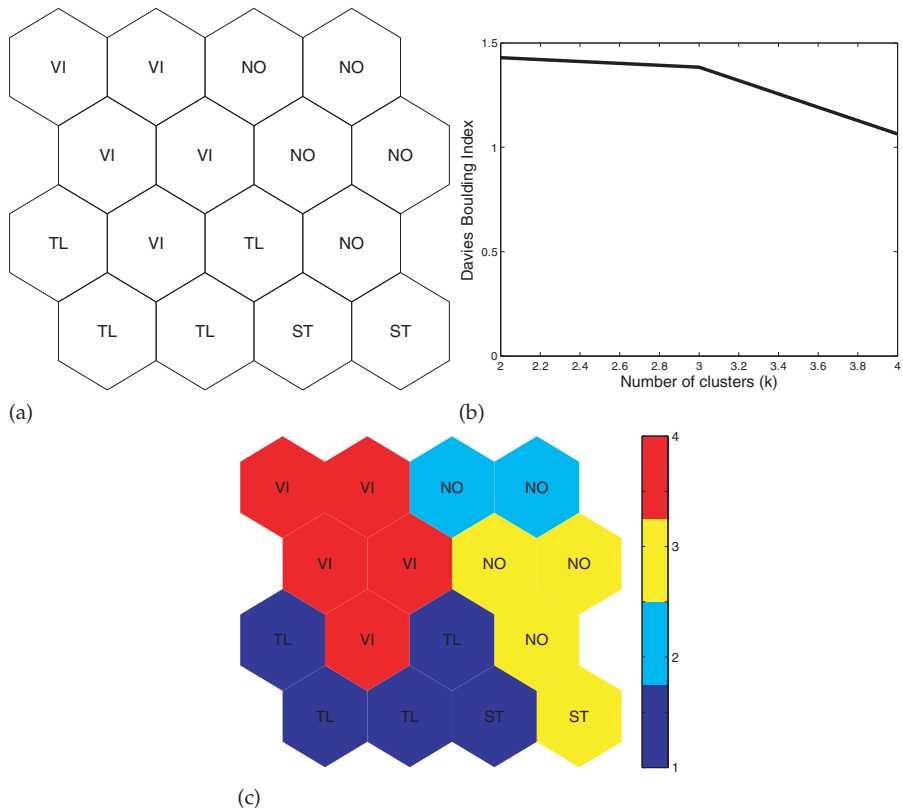 VI VI NO NO
VI VI NO NO
TL VI TL NO
TL TL ST ST
(a)
1.5
1
0.5
0
Davies Boulding Index
2 2.2 2.4 2.6 2.8 3 3.2 3.4 3.6 3.8 4
Number of clusters (k)
(b)
VI VI NO NO
VI VI NO NO
TL VI TL NO
TL TL ST ST
4
3
2
1
(c)